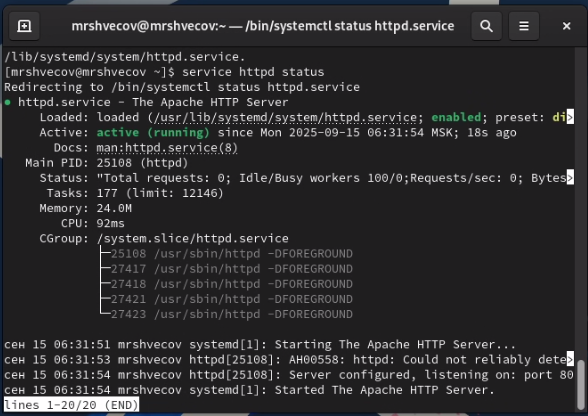 mrshvecov@mrshvecov:~ — /bin/systemctl status httpd.service
/lib/systemd/system/httpd.service.
[mrshvecov@mrshvecov ~]$ service httpd status
Redirecting to /bin/systemctl status httpd.service
● httpd.service - The Apache HTTP Server
Loaded: loaded (/usr/lib/systemd/system/httpd.service; enabled; preset: di>
Active: active (running) since Mon 2025-09-15 06:31:54 MSK; 18s ago
Docs: man:httpd.service(8)
Main PID: 25108 (httpd)
Status: "Total requests: 0; Idle/Busy workers 100/0;Requests/sec: 0; Bytes>
Tasks: 177 (limit: 12146)
Memory: 24.0M
CPU: 92ms
CGroup: /system.slice/httpd.service
├─25108 /usr/sbin/httpd -DFOREGROUND
├─27417 /usr/sbin/httpd -DFOREGROUND
├─27418 /usr/sbin/httpd -DFOREGROUND
├─27421 /usr/sbin/httpd -DFOREGROUND
└─27423 /usr/sbin/httpd -DFOREGROUND
сен 15 06:31:51 mrshvecov systemd[1]: Starting The Apache HTTP Server...
сен 15 06:31:53 mrshvecov httpd[25108]: AH00558: httpd: Could not reliably dete>
сен 15 06:31:54 mrshvecov httpd[25108]: Server configured, listening on: port 80
сен 15 06:31:54 mrshvecov systemd[1]: Started The Apache HTTP Server.
lines 1-20/20 (END)